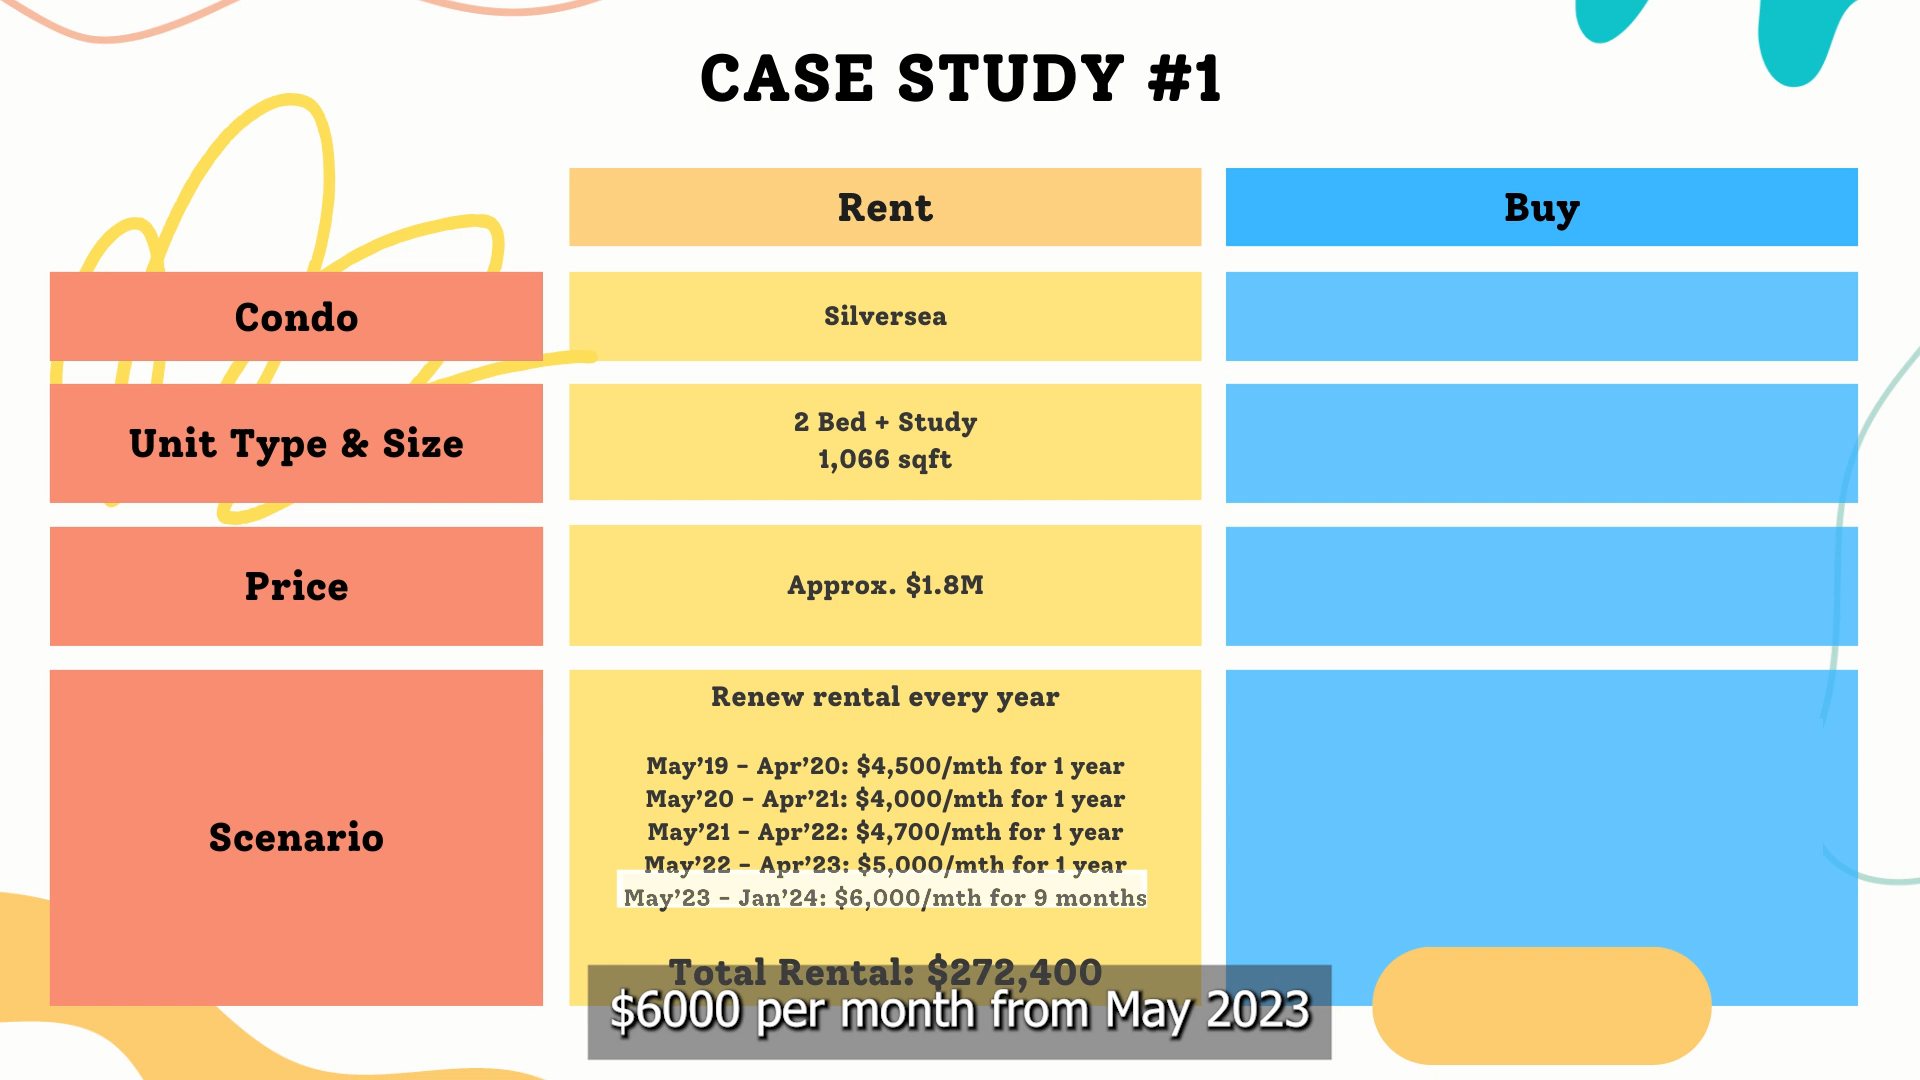 CASE STUDY #1
Rent
Buy
Condo
Silversea
Unit Type & Size
2 Bed + Study
1,066 sqft
Price
Approx. $1.8M
Scenario
Renew rental every year
May’19 – Apr’20: $4,500/mth for 1 year
May’20 – Apr’21: $4,000/mth for 1 year
May’21 – Apr’22: $4,700/mth for 1 year
May’22 – Apr’23: $5,000/mth for 1 year
May’23 – Jan’24: $6,000/mth for 9 months
Total Rental: $272,400
$6000 per month from May 2023